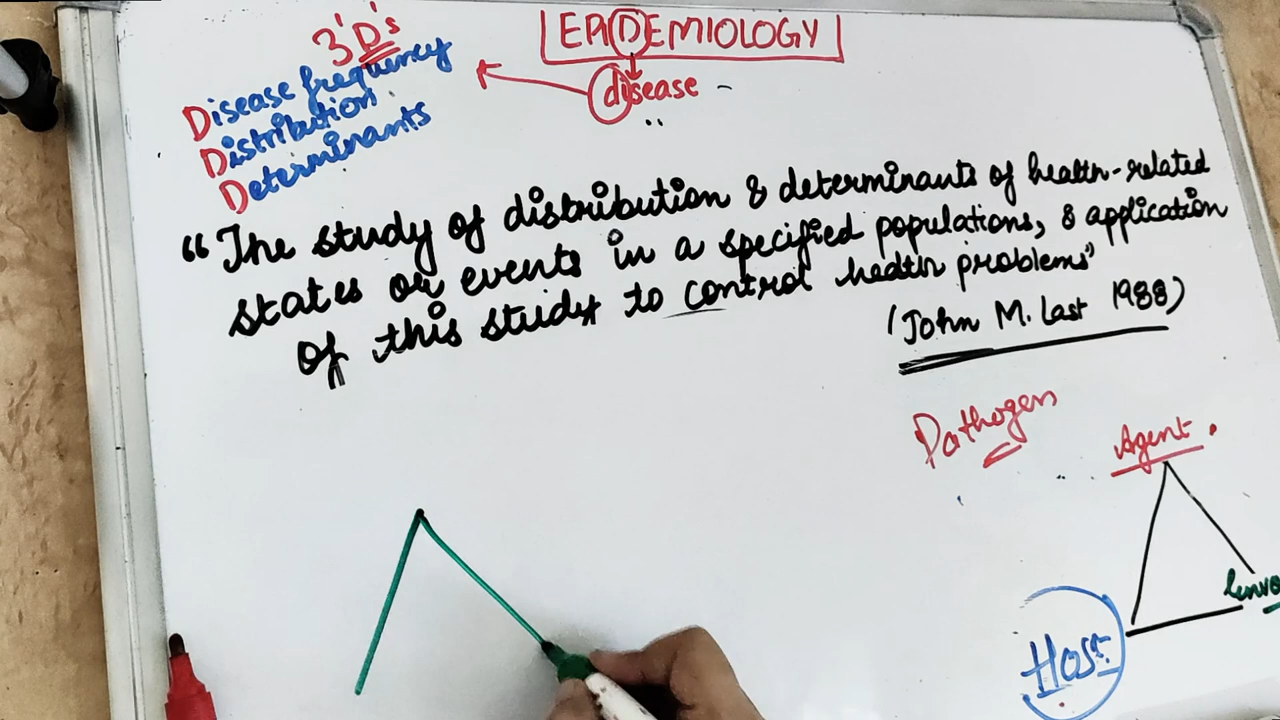 3'D's
EPIDEMIOLOGY
disease
Disease frequency
Distribution
Determinants
"The study of distribution & determinants of health-related
states or events in a specified populations, & application
of this study to control health problems"
(John M. Last 1988)
Pathogen
Agent
Host